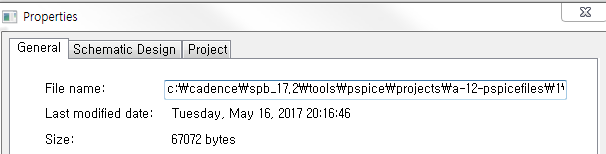 Properties
General Schematic Design Project
File name: c:₩cadence₩spb_17,2₩tools₩pspice₩projects₩a-12-pspicefiles₩1₩
Last modified date: Tuesday, May 16, 2017 20:16:46
Size: 67072 bytes